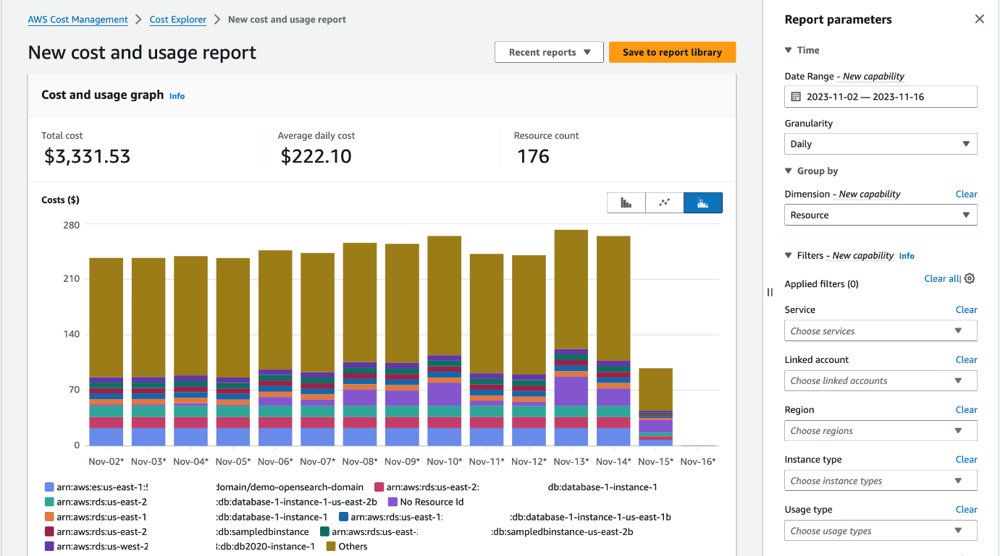 AWS Cost Management > Cost Explorer > New cost and usage report
New cost and usage report
Recent reports
Save to report library
Cost and usage graph Info
Total cost
$3,331.53
Average daily cost
$222.10
Resource count
176
Costs ($)
280
210
140
70
0
Nov-02* Nov-03* Nov-04* Nov-05* Nov-06* Nov-07* Nov-08* Nov-09* Nov-10* Nov-11* Nov-12* Nov-13* Nov-14* Nov-15* Nov-16*
arn:aws:es:us-east-1: domain/demo-opensearch-domain arn:aws:rds:us-east-2: db:database-1-instance-1
arn:aws:rds:us-east-2 :db:database-1-instance-1-us-east-2b No Resource Id
arn:aws:rds:us-east-1 :db:database-1-instance-1 arn:aws:rds:us-east-1: :db:database-1-instance-1-us-east-1b
arn:aws:rds:us-east-2 :db:sampledbinstance arn:aws:rds:us-east- :db:sampledbinstance-us-east-2b
arn:aws:rds:us-west-2 :db:db2020-instance-1 Others
Report parameters
Time
Date Range - New capability
2023-11-02 — 2023-11-16
Granularity
Daily
Group by
Dimension - New capability Clear
Resource
Filters - New capability Info
Applied filters (0) Clear all
Service Clear
Choose services
Linked account Clear
Choose linked accounts
Region Clear
Choose regions
Instance type Clear
Choose instance types
Usage type Clear
Choose usage types